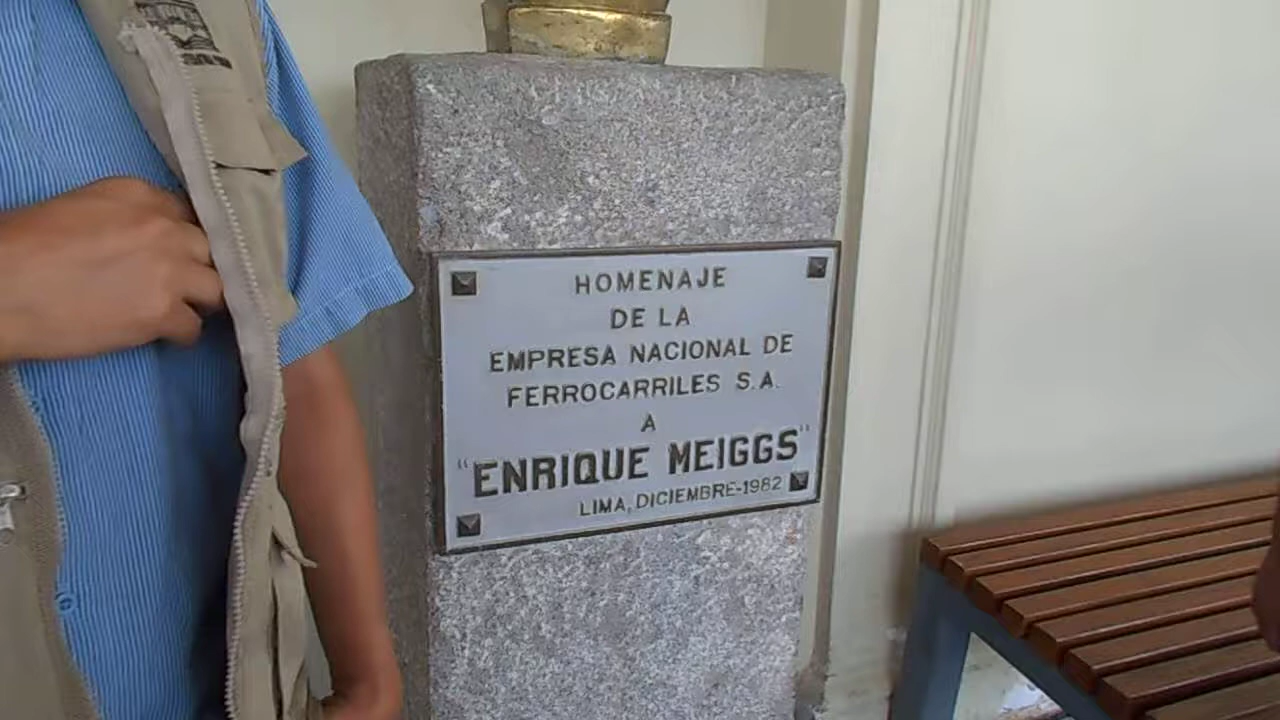 HOMENAJE
DE LA
EMPRESA NACIONAL DE
FERROCARRILES S.A.
A
"ENRIQUE MEIGGS"
LIMA, DICIEMBRE-1982